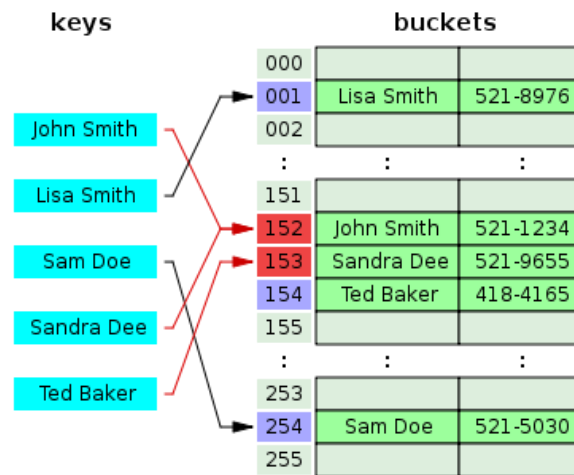 keys
buckets
000
001 Lisa Smith 521-8976
002
: : :
151
152 John Smith 521-1234
153 Sandra Dee 521-9655
154 Ted Baker 418-4165
155
: : :
253
254 Sam Doe 521-5030
255
John Smith
Lisa Smith
Sam Doe
Sandra Dee
Ted Baker